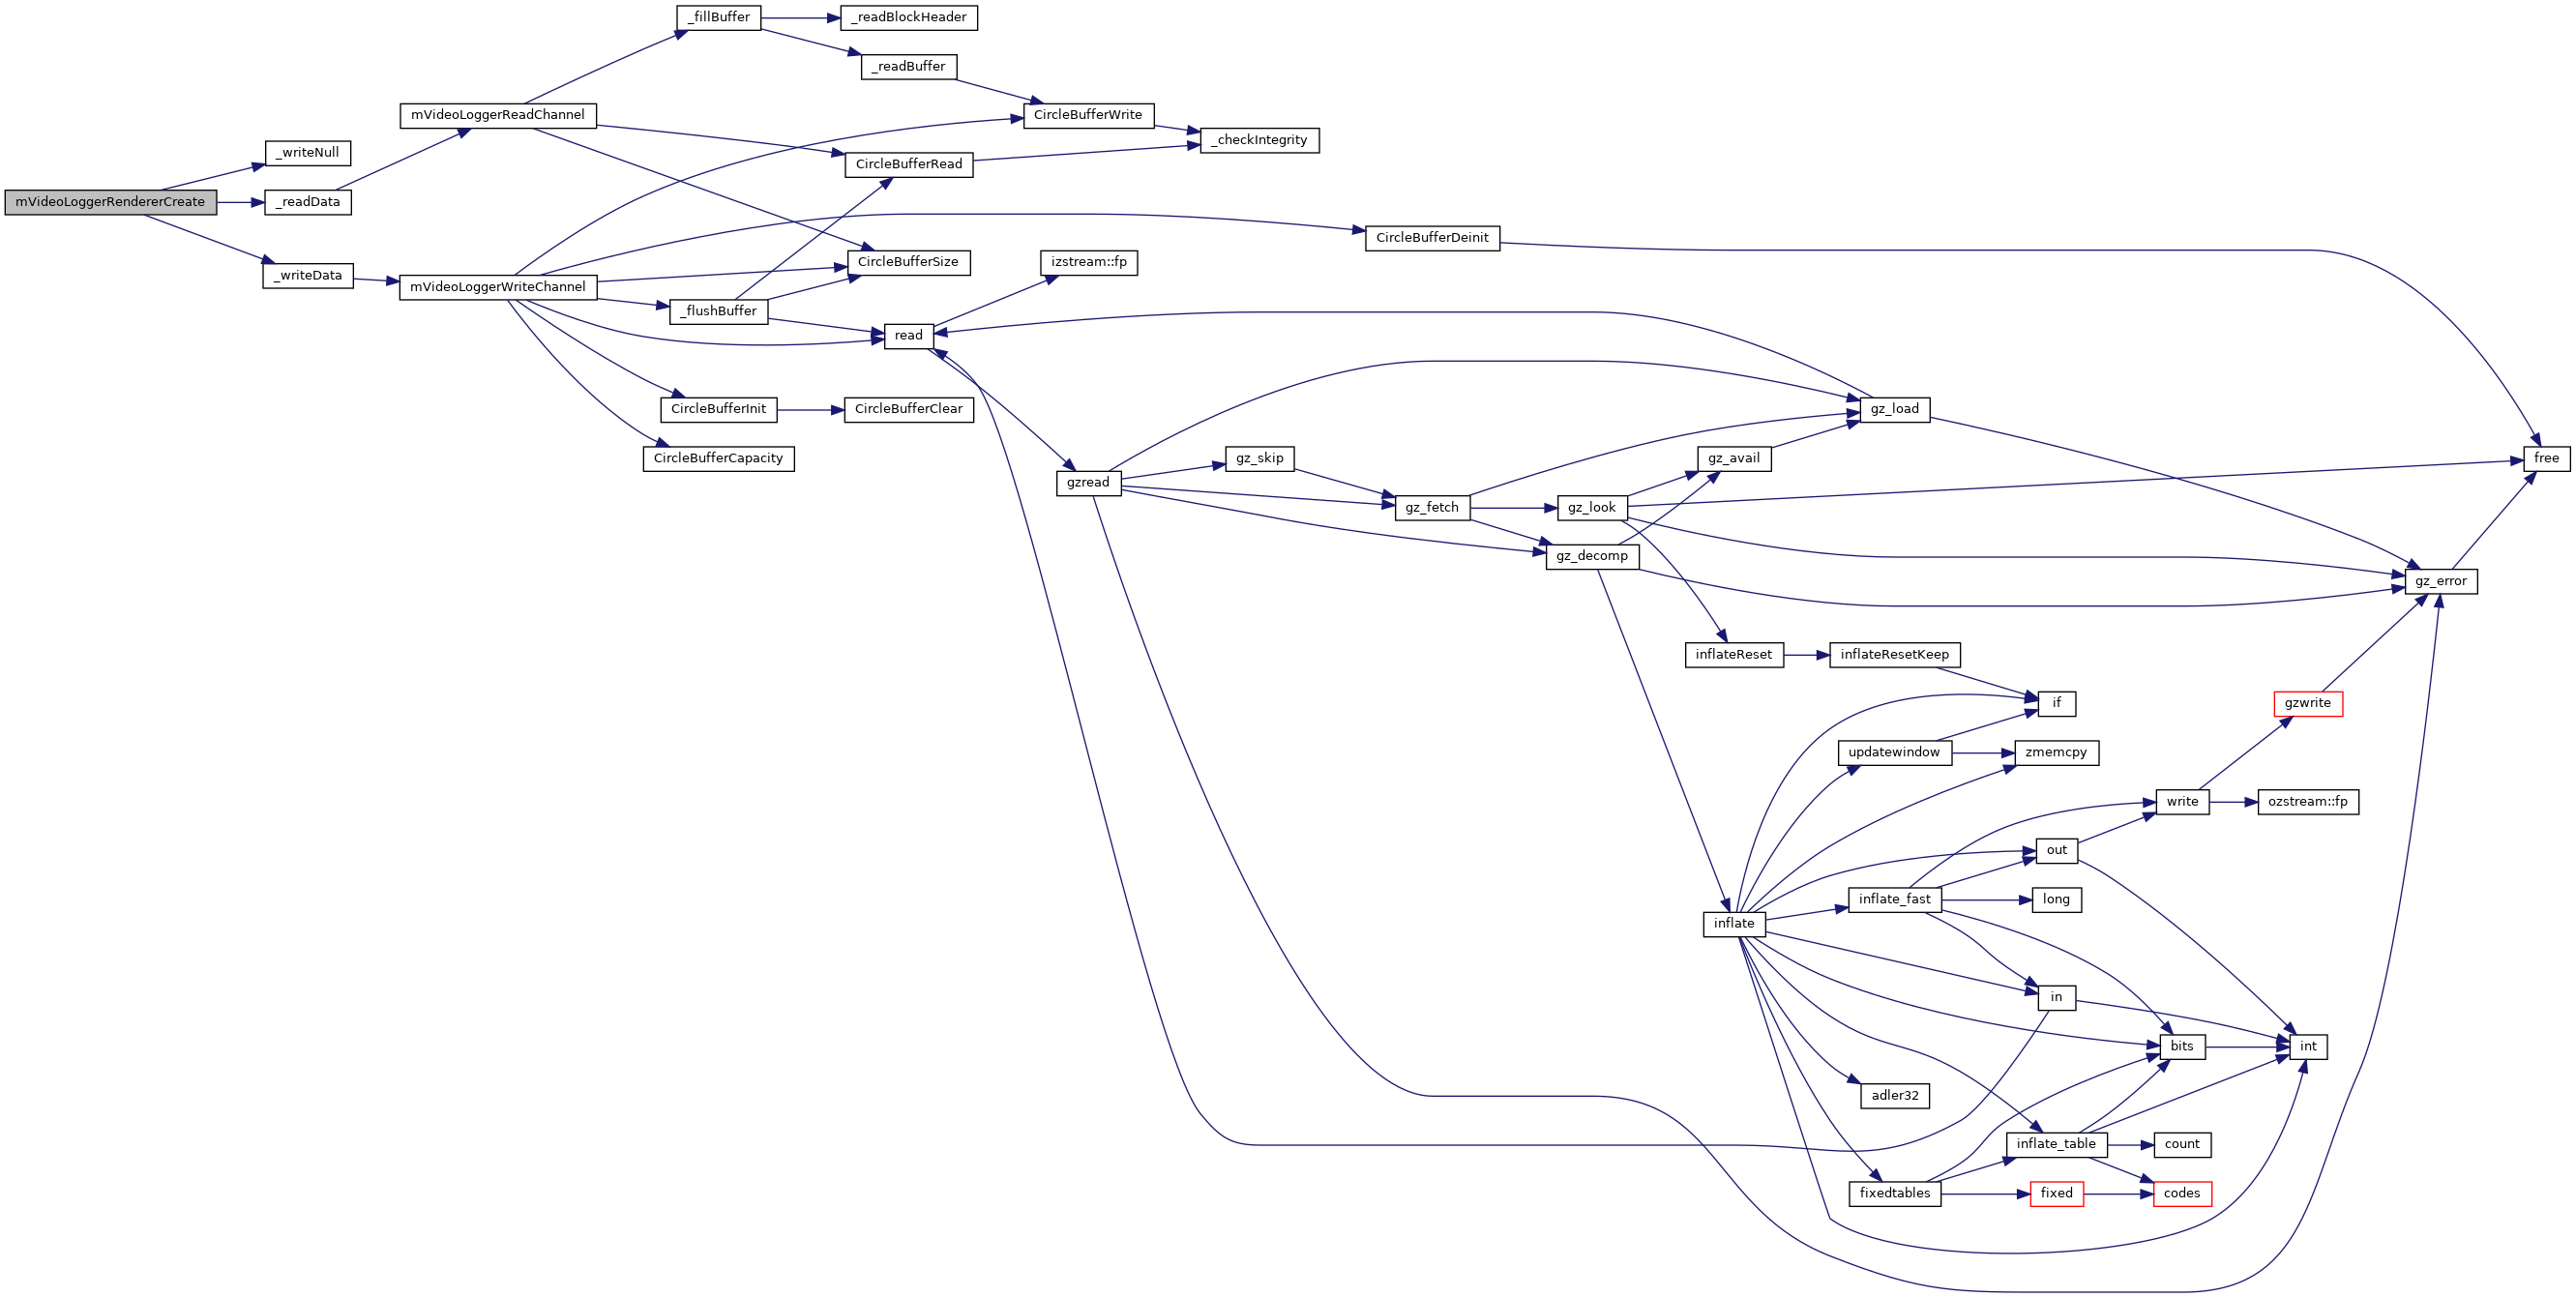 _fillBuffer
_readBlockHeader
_readBuffer
mVideoLoggerReadChannel
CircleBufferWrite
_checkIntegrity
_writeNull
CircleBufferRead
mVideoLoggerRendererCreate
_readData
CircleBufferDeinit
_writeData
mVideoLoggerWriteChannel
CircleBufferSize
izstream::fp
_flushBuffer
read
CircleBufferInit
CircleBufferClear
gz_load
CircleBufferCapacity
gz_skip
gz_avail
free
gzread
gz_fetch
gz_look
gz_decomp
gz_error
inflateReset
inflateResetKeep
if
gzwrite
updatewindow
zmemcpy
write
ozstream::fp
out
inflate_fast
long
inflate
in
bits
int
adler32
inflate_table
count
fixedtables
fixed
codes